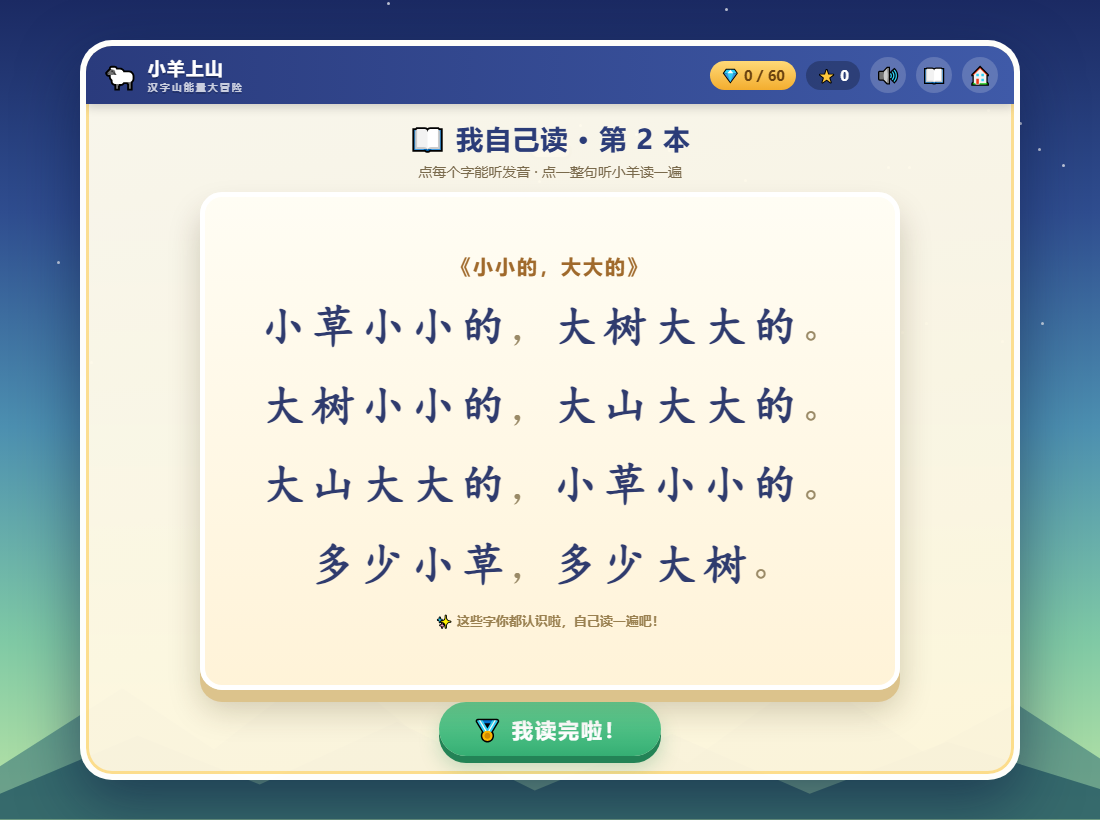 小羊上山
汉字山能量大冒险
0 / 60
0
我自己读 · 第 2 本
点每个字能听发音 · 点一整句听小羊读一遍
《小小的，大大的》
小草小小的，大树大大的。
大树小小的，大山大大的。
大山大大的，小草小小的。
多少小草，多少大树。
这些字你都认识啦，自己读一遍吧！
我读完啦！